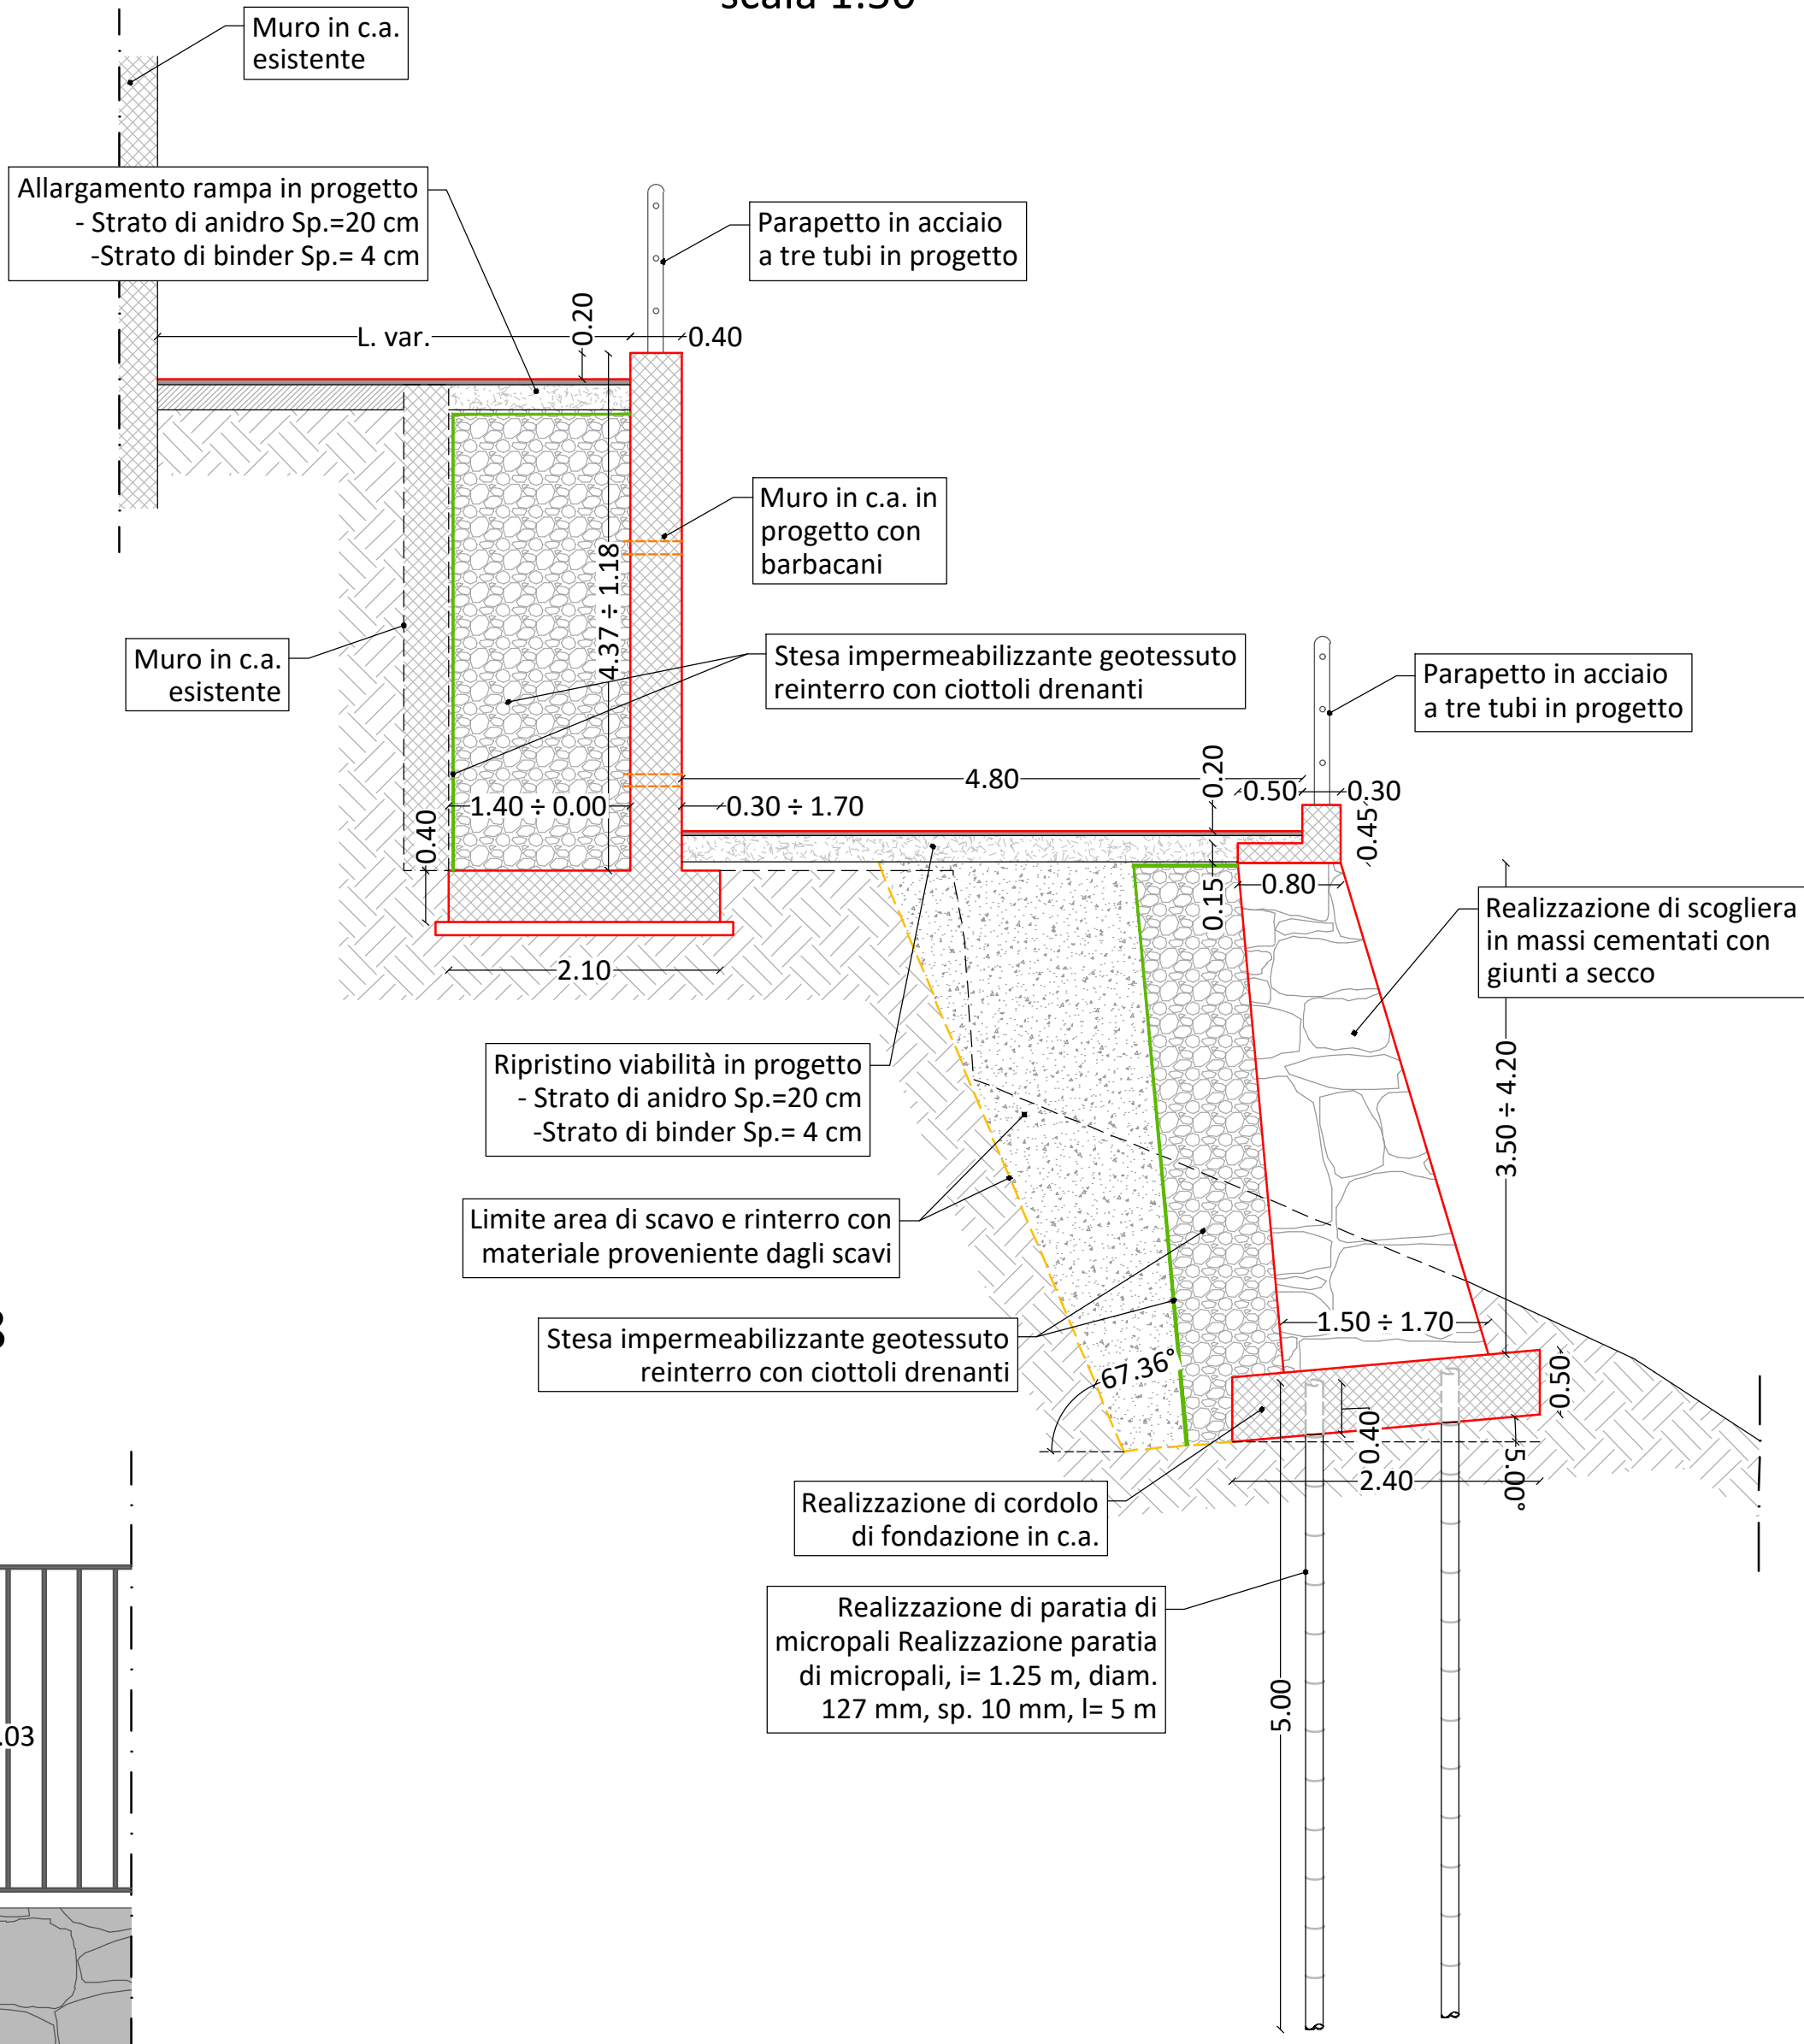 scala 1:50
Muro in c.a.
esistente
Allargamento rampa in progetto
- Strato di anidro Sp.=20 cm
-Strato di binder Sp.= 4 cm
Parapetto in acciaio
a tre tubi in progetto
L. var.
0.20
0.40
Muro in c.a. in
progetto con
barbacani
4.37 ÷ 1.18
Muro in c.a.
esistente
Stesa impermeabilizzante geotessuto
reinterro con ciottoli drenanti
Parapetto in acciaio
a tre tubi in progetto
4.80
0.20
0.50
0.30
1.40 ÷ 0.00
0.30 ÷ 1.70
0.40
0.45
0.15
0.80
Realizzazione di scogliera
in massi cementati con
giunti a secco
2.10
Ripristino viabilità in progetto
- Strato di anidro Sp.=20 cm
-Strato di binder Sp.= 4 cm
3.50 ÷ 4.20
Limite area di scavo e rinterro con
materiale proveniente dagli scavi
Stesa impermeabilizzante geotessuto
reinterro con ciottoli drenanti
1.50 ÷ 1.70
67.36°
0.50
0.40
5.00°
2.40
Realizzazione di cordolo
di fondazione in c.a.
Realizzazione di paratia di
micropali Realizzazione paratia
di micropali, i= 1.25 m, diam.
127 mm, sp. 10 mm, l= 5 m
5.00
.03